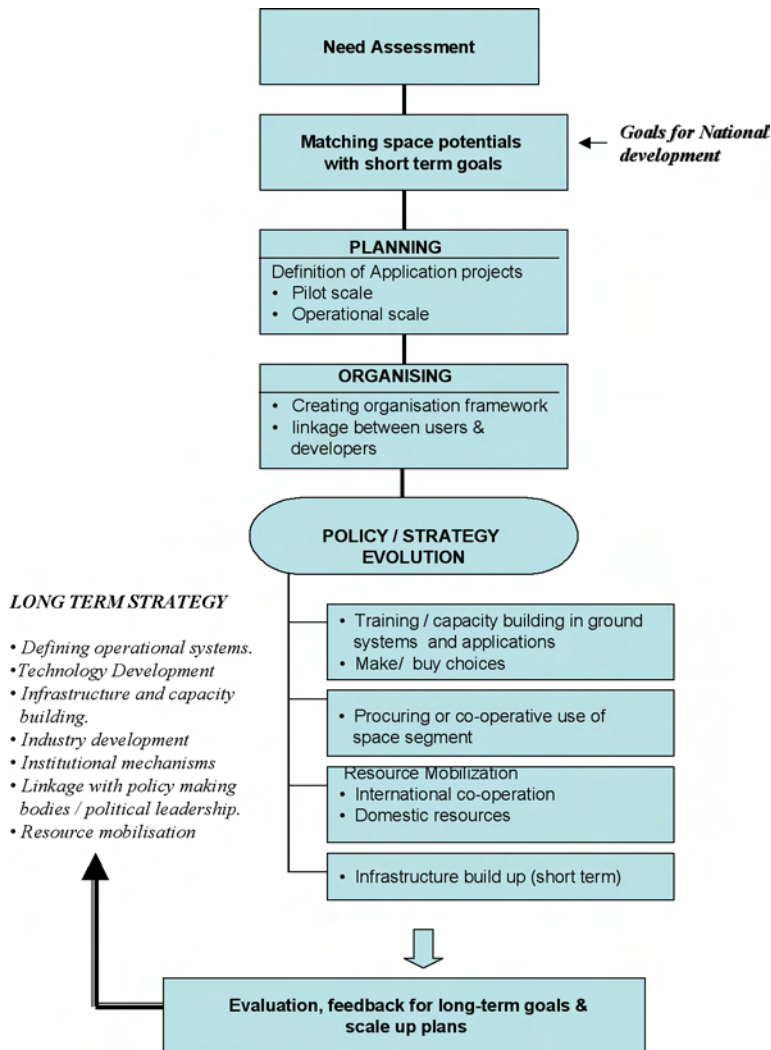 Need Assessment
Matching space potentials
with short term goals
Goals for National
development
PLANNING
Definition of Application projects
• Pilot scale
• Operational scale
ORGANISING
• Creating organisation framework
• linkage between users &
developers
POLICY / STRATEGY
EVOLUTION
LONG TERM STRATEGY
• Defining operational systems.
•Technology Development
• Infrastructure and capacity
building.
• Industry development
• Institutional mechanisms
• Linkage with policy making
bodies / political leadership.
• Resource mobilisation
• Training / capacity building in ground
systems and applications
• Make/ buy choices
• Procuring or co-operative use of
space segment
Resource Mobilization
• International co-operation
• Domestic resources
• Infrastructure build up (short term)
Evaluation, feedback for long-term goals &
scale up plans